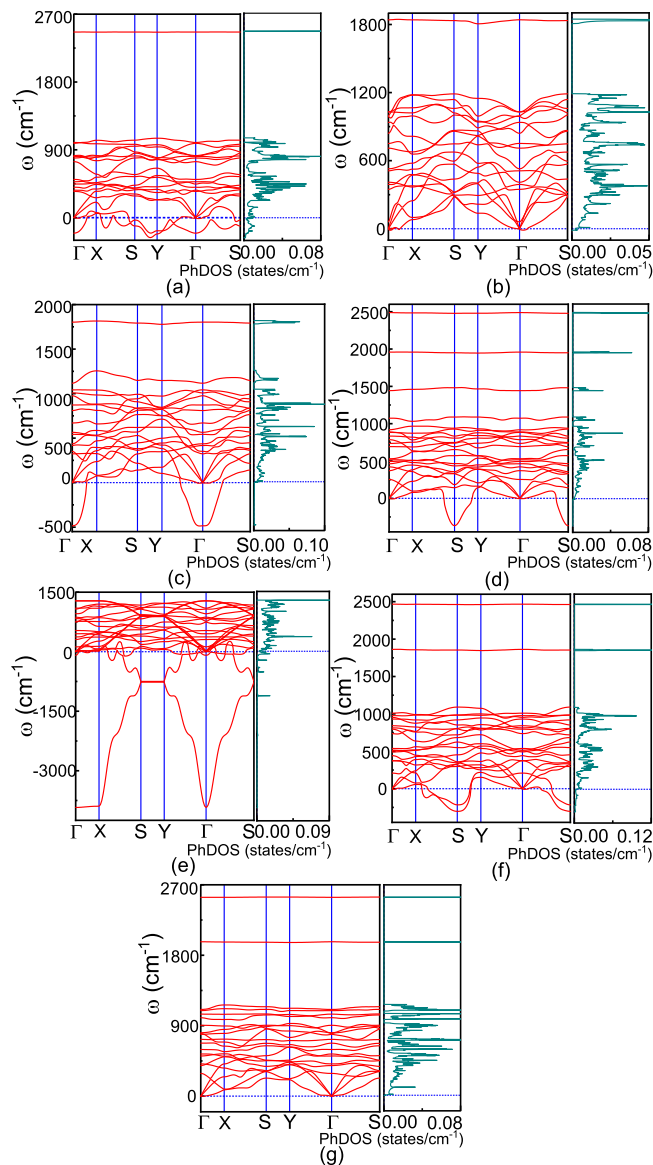 2700
1800
900
0
ω (cm-1)
Γ X S Y Γ S
0.00 0.08
PhDOS (states/cm-1)
(a)
1800
1200
600
0
ω (cm-1)
Γ X S Y Γ S
0.00 0.05
PhDOS (states/cm-1)
(b)
2000
1500
1000
500
0
-500
ω (cm-1)
Γ X S Y Γ S
0.00 0.10
PhDOS (states/cm-1)
(c)
2500
2000
1500
1000
500
0
ω (cm-1)
Γ X S Y Γ S
0.00 0.08
PhDOS (states/cm-1)
(d)
1500
0
-1500
-3000
ω (cm-1)
Γ X S Y Γ S
0.00 0.09
PhDOS (states/cm-1)
(e)
2500
2000
1500
1000
500
0
ω (cm-1)
Γ X S Y Γ S
0.00 0.12
PhDOS (states/cm-1)
(f)
2700
1800
900
0
ω (cm-1)
Γ X S Y Γ S
0.00 0.08
PhDOS (states/cm-1)
(g)